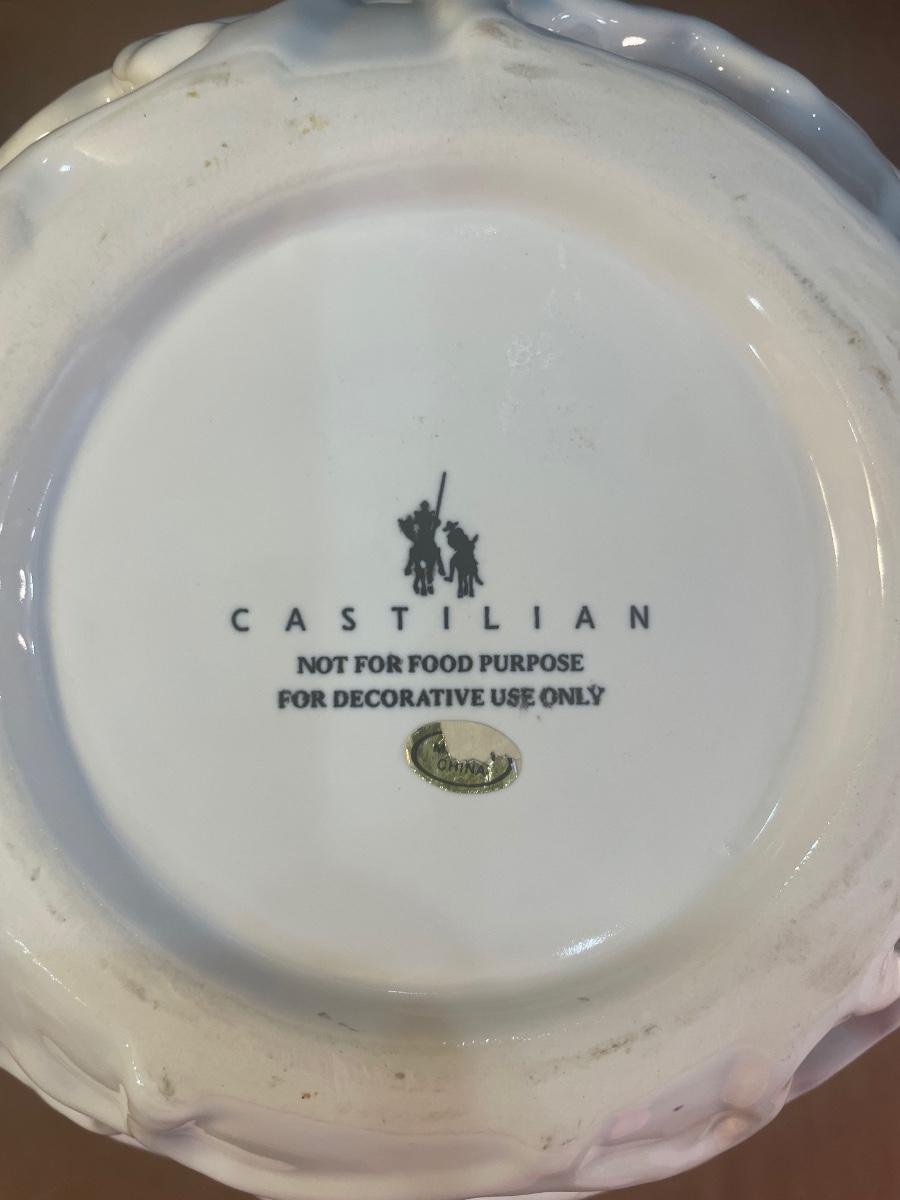 CASTILIAN
NOT FOR FOOD PURPOSE
FOR DECORATIVE USE ONLY
CHINA